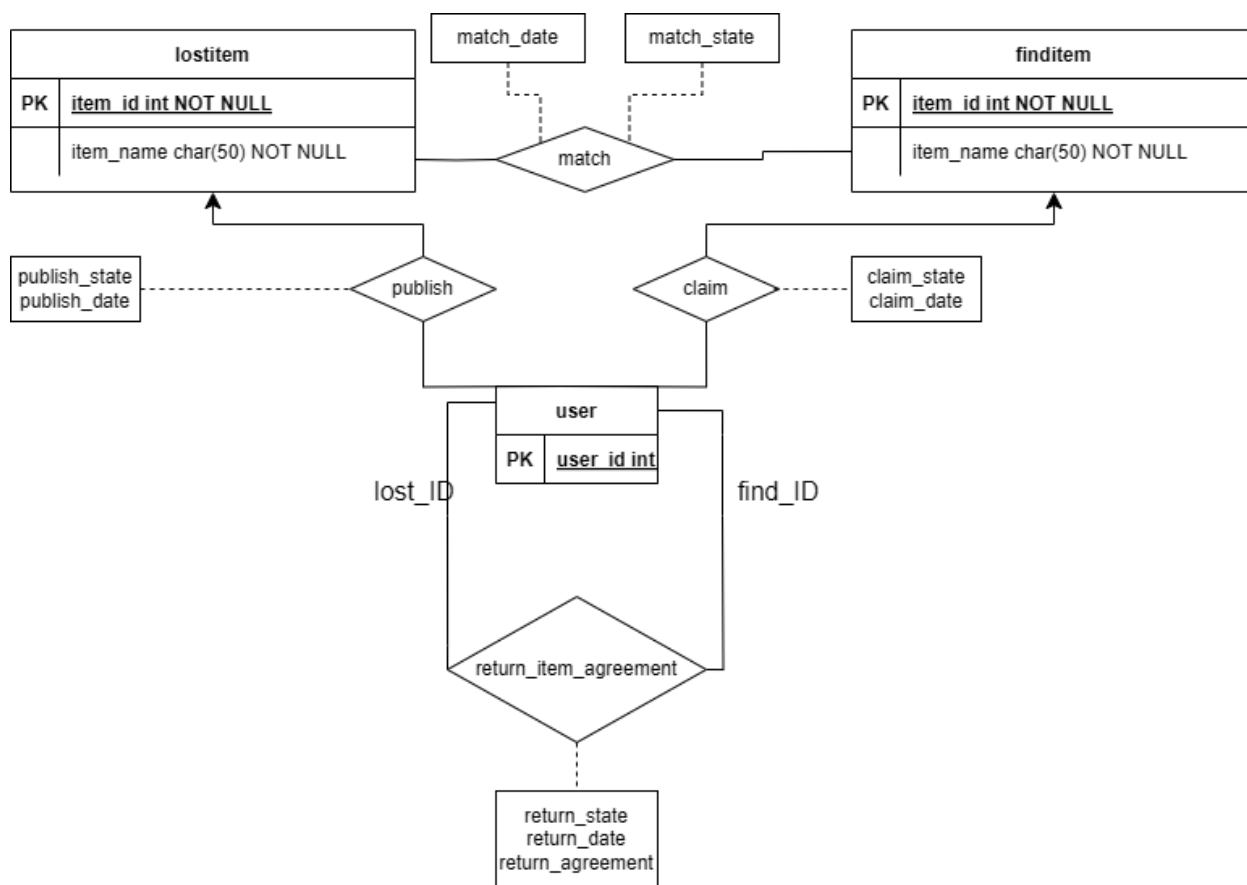 match_date
match_state
lostitem
finditem
PK
item_id int NOT NULL
PK
item_id int NOT NULL
item_name char(50) NOT NULL
match
item_name char(50) NOT NULL
publish_state
publish_date
publish
claim
claim_state
claim_date
user
PK
user_id int
lost_ID
find_ID
return_item_agreement
return_state
return_date
return_agreement